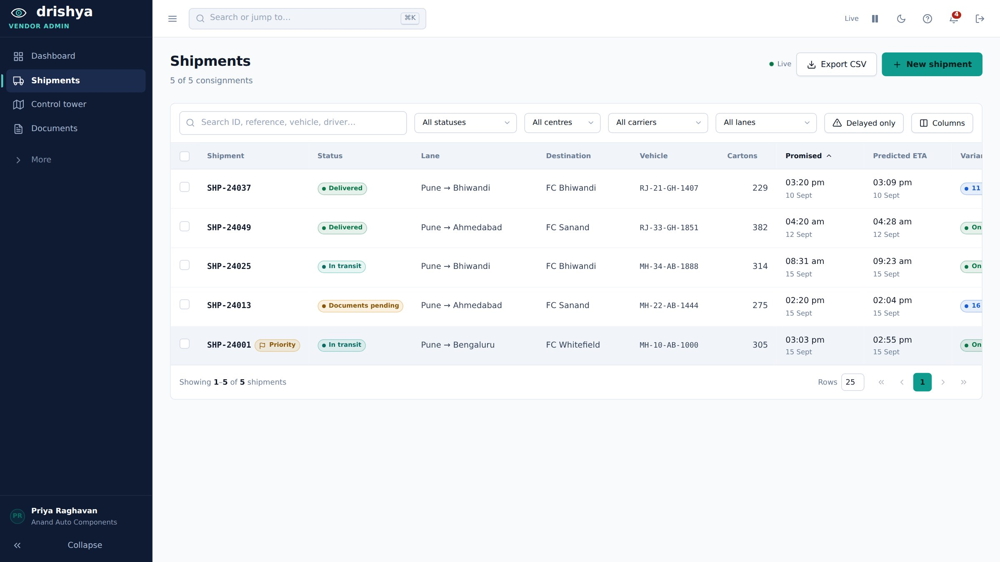 drishya
VENDOR ADMIN
Dashboard
Shipments
Control tower
Documents
More
Priya Raghavan
PR
Anand Auto Components
Collapse
Search or jump to…
⌘K
Live
4
Shipments
5 of 5 consignments
Live
Export CSV
New shipment
Search ID, reference, vehicle, driver…
All statuses
All centres
All carriers
All lanes
Delayed only
Columns
Shipment Status Lane Destination Vehicle Cartons Promised Predicted ETA Varian
SHP-24037 Delivered Pune → Bhiwandi FC Bhiwandi RJ-21-GH-1407 229 03:20 pm 03:09 pm 11
10 Sept 10 Sept
SHP-24049 Delivered Pune → Ahmedabad FC Sanand RJ-33-GH-1851 382 04:20 am 04:28 am On
12 Sept 12 Sept
SHP-24025 In transit Pune → Bhiwandi FC Bhiwandi MH-34-AB-1888 314 08:31 am 09:23 am On
15 Sept 15 Sept
SHP-24013 Documents pending Pune → Ahmedabad FC Sanand MH-22-AB-1444 275 02:20 pm 02:04 pm 16
15 Sept 15 Sept
SHP-24001 Priority In transit Pune → Bengaluru FC Whitefield MH-10-AB-1000 305 03:03 pm 02:55 pm On
15 Sept 15 Sept
Showing 1–5 of 5 shipments
Rows 25
1